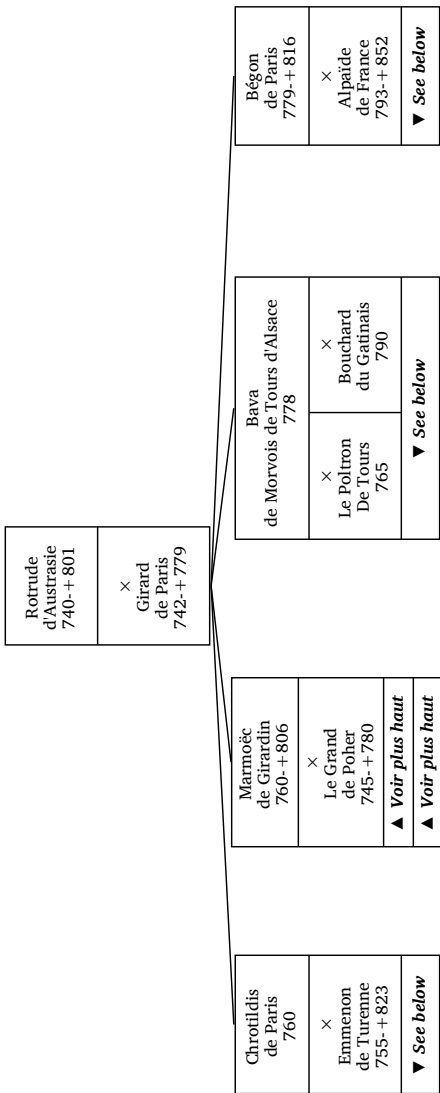 Rotrude
d'Austrasie
740-+801
×
Girard
de Paris
742-+779
Chrotildis
de Paris
760
×
Emmenon
de Turenne
755-+823
▼ See below
Marmoëc
de Girardin
760-+806
×
Le Grand
de Poher
745-+780
▲ Voir plus haut
▲ Voir plus haut
Bava
de Morvois de Tours d'Alsace
778
×
Le Poltron
De Tours
765
×
Bouchard
du Gatinais
790
▼ See below
Bégon
de Paris
779-+816
×
Alpaïde
de France
793-+852
▼ See below